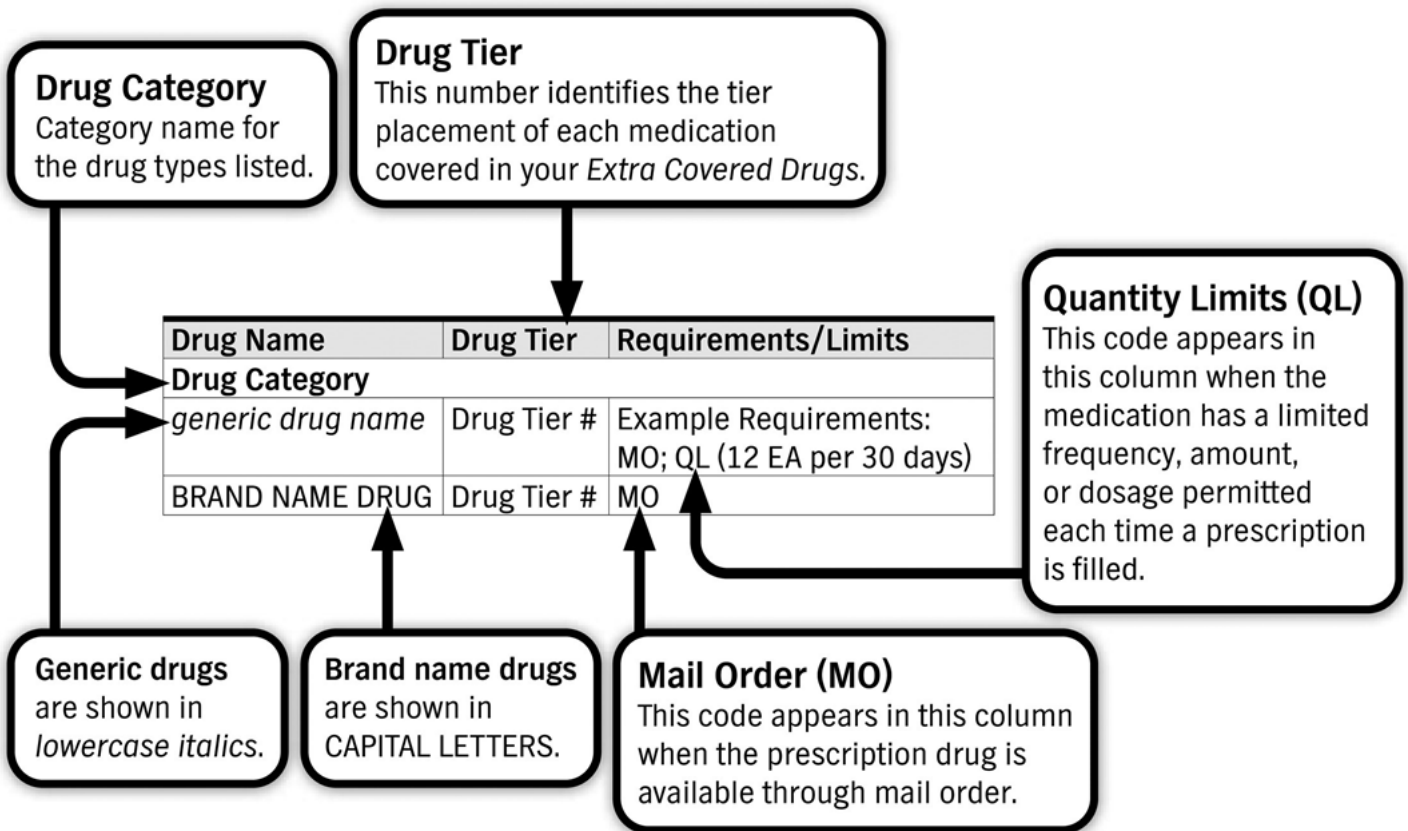 Drug Category
Category name for
the drug types listed.
Drug Tier
This number identifies the tier
placement of each medication
covered in your Extra Covered Drugs.
Drug Name Drug Tier Requirements/Limits
Drug Category
generic drug name Drug Tier # Example Requirements:
MO; QL (12 EA per 30 days)
BRAND NAME DRUG Drug Tier # MO
Quantity Limits (QL)
This code appears in
this column when the
medication has a limited
frequency, amount,
or dosage permitted
each time a prescription
is filled.
Generic drugs
are shown in
lowercase italics.
Brand name drugs
are shown in
CAPITAL LETTERS.
Mail Order (MO)
This code appears in this column
when the prescription drug is
available through mail order.